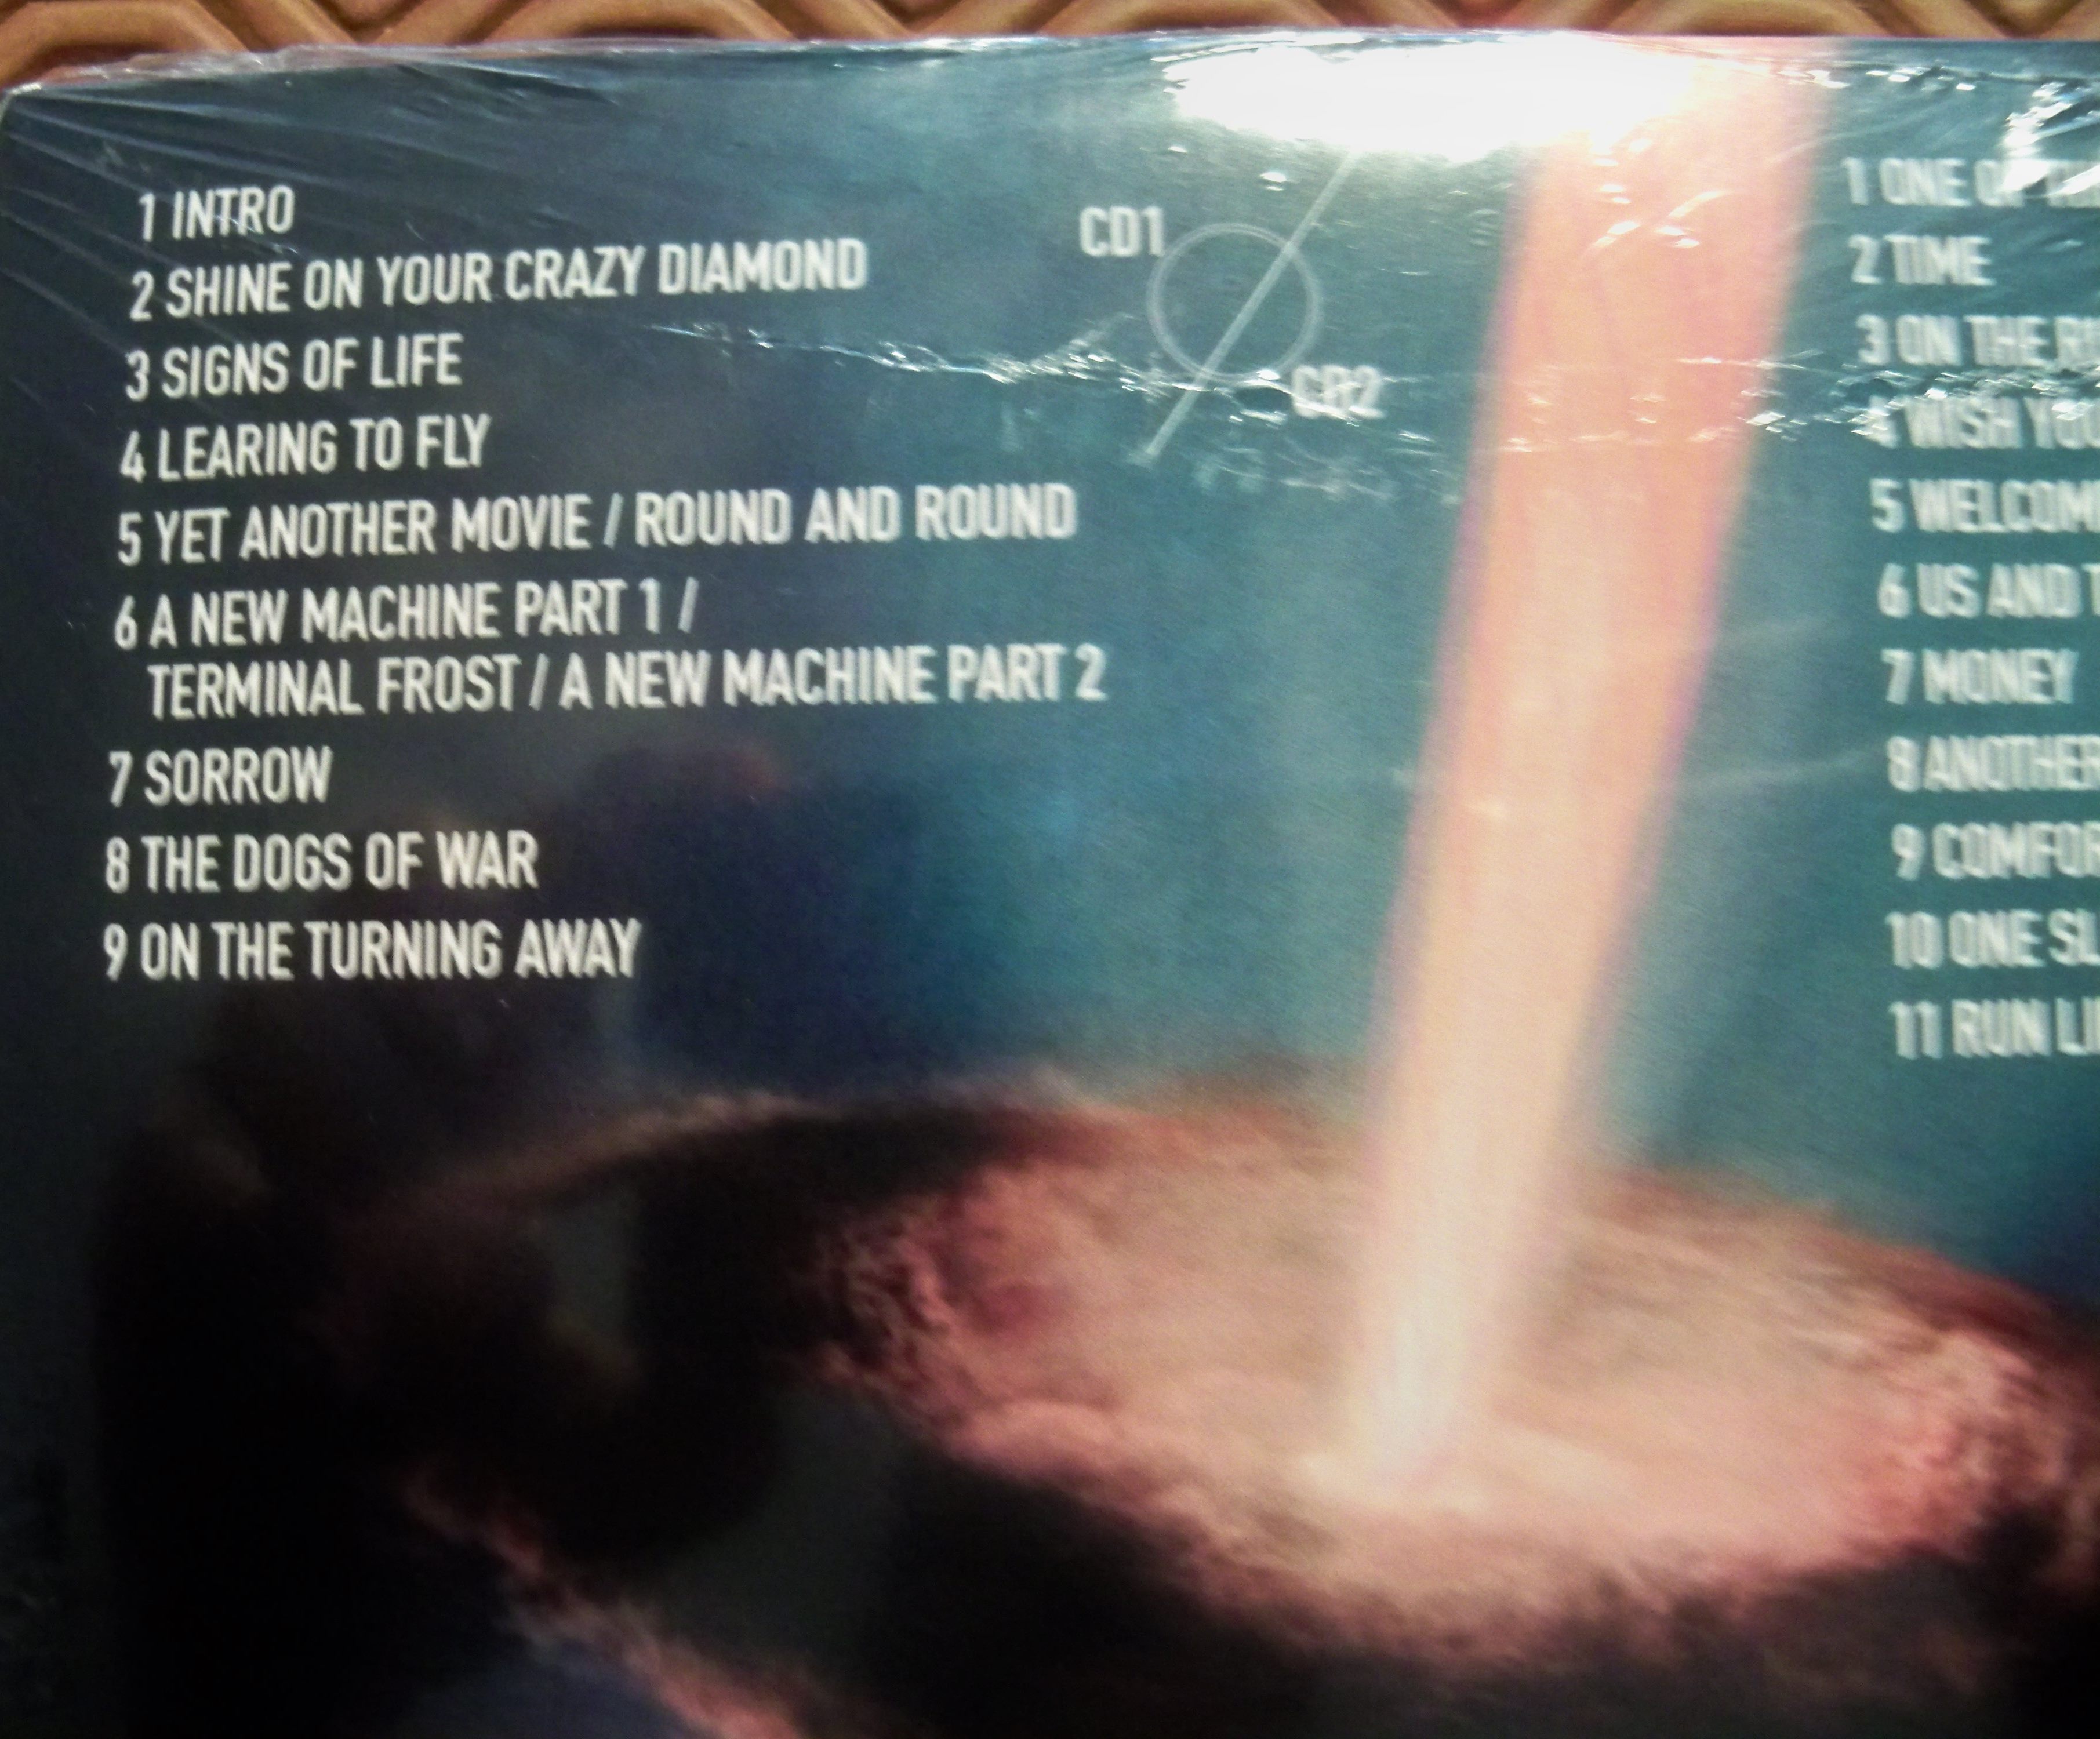 1 INTRO
2 SHINE ON YOUR CRAZY DIAMOND
3 SIGNS OF LIFE
4 LEARING TO FLY
5 YET ANOTHER MOVIE / ROUND AND ROUND
6 A NEW MACHINE PART 1 /
TERMINAL FROST / A NEW MACHINE PART 2
7 SORROW
8 THE DOGS OF WAR
9 ON THE TURNING AWAY
CD1
CD2
1 ONE OF
2 TIME
3 ON THE
4 WISH
5 WELCOM
6 US AND
7 MONEY
8 ANOTHER
9 COMFOR
10 ONE SL
11 RUN LI